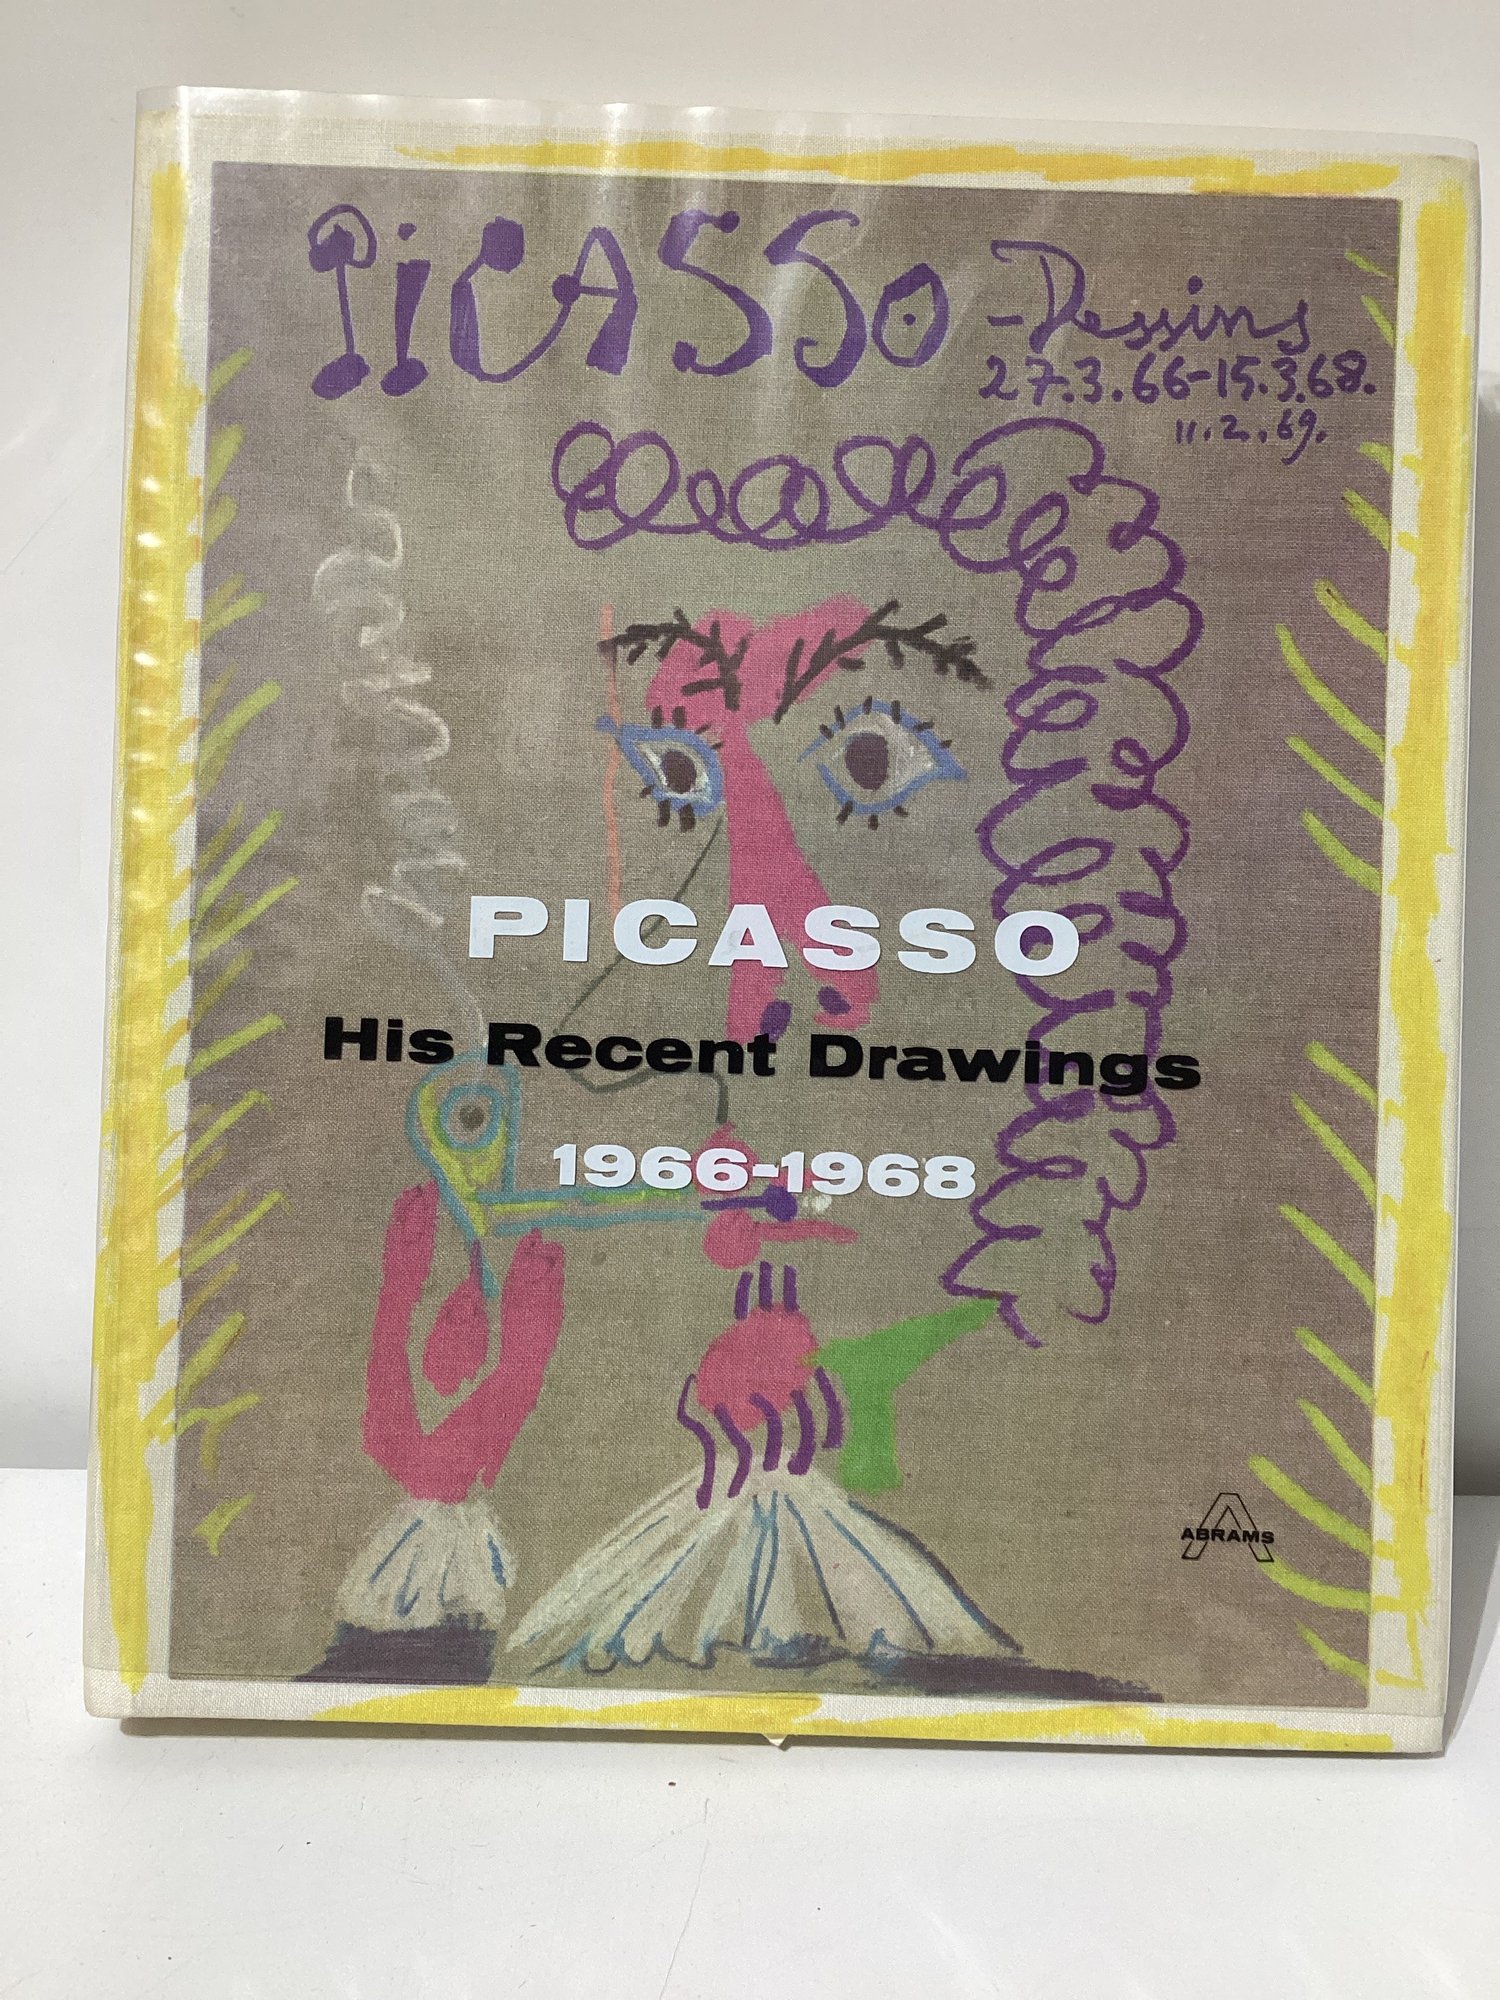 PiCASSO - Dessins
27.3.66-15.3.68.
11.2.69.
PICASSO
His Recent Drawings
1966-1968
ABRAMS